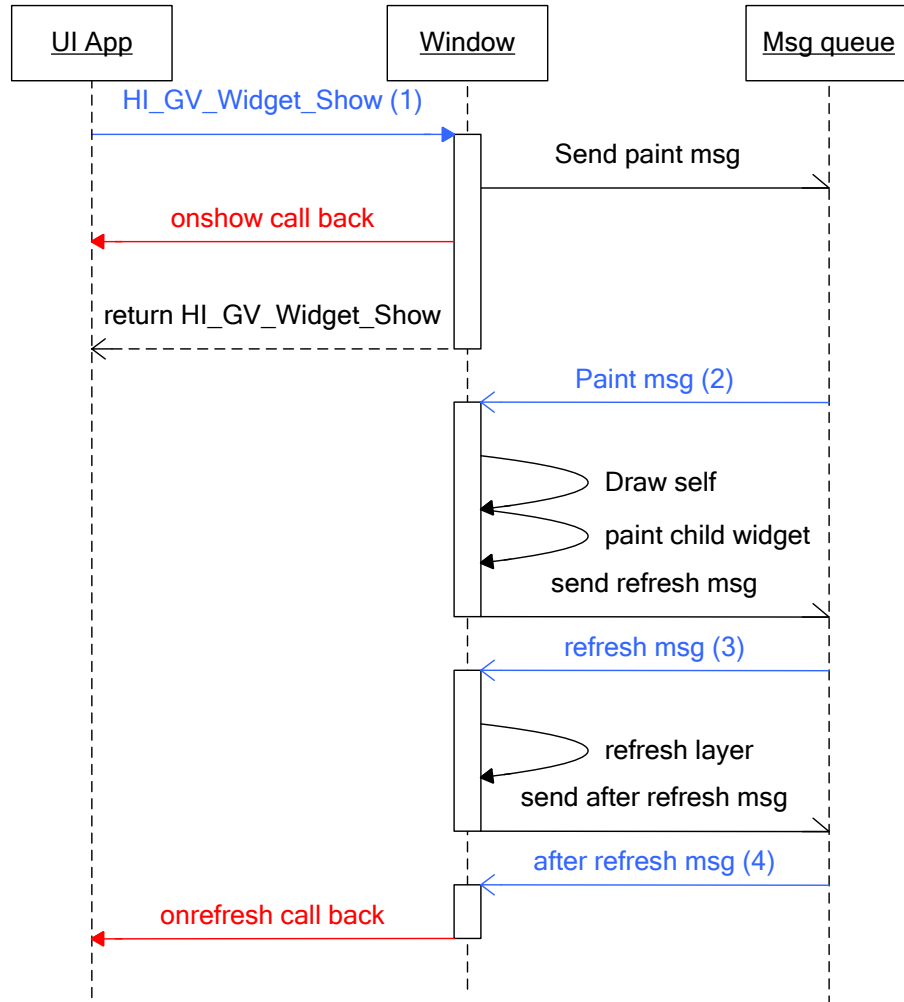 UI App
Window
Msg queue
HI_GV_Widget_Show (1)
Send paint msg
onshow call back
return HI_GV_Widget_Show
Paint msg (2)
Draw self
paint child widget
send refresh msg
refresh msg (3)
refresh layer
send after refresh msg
after refresh msg (4)
onrefresh call back